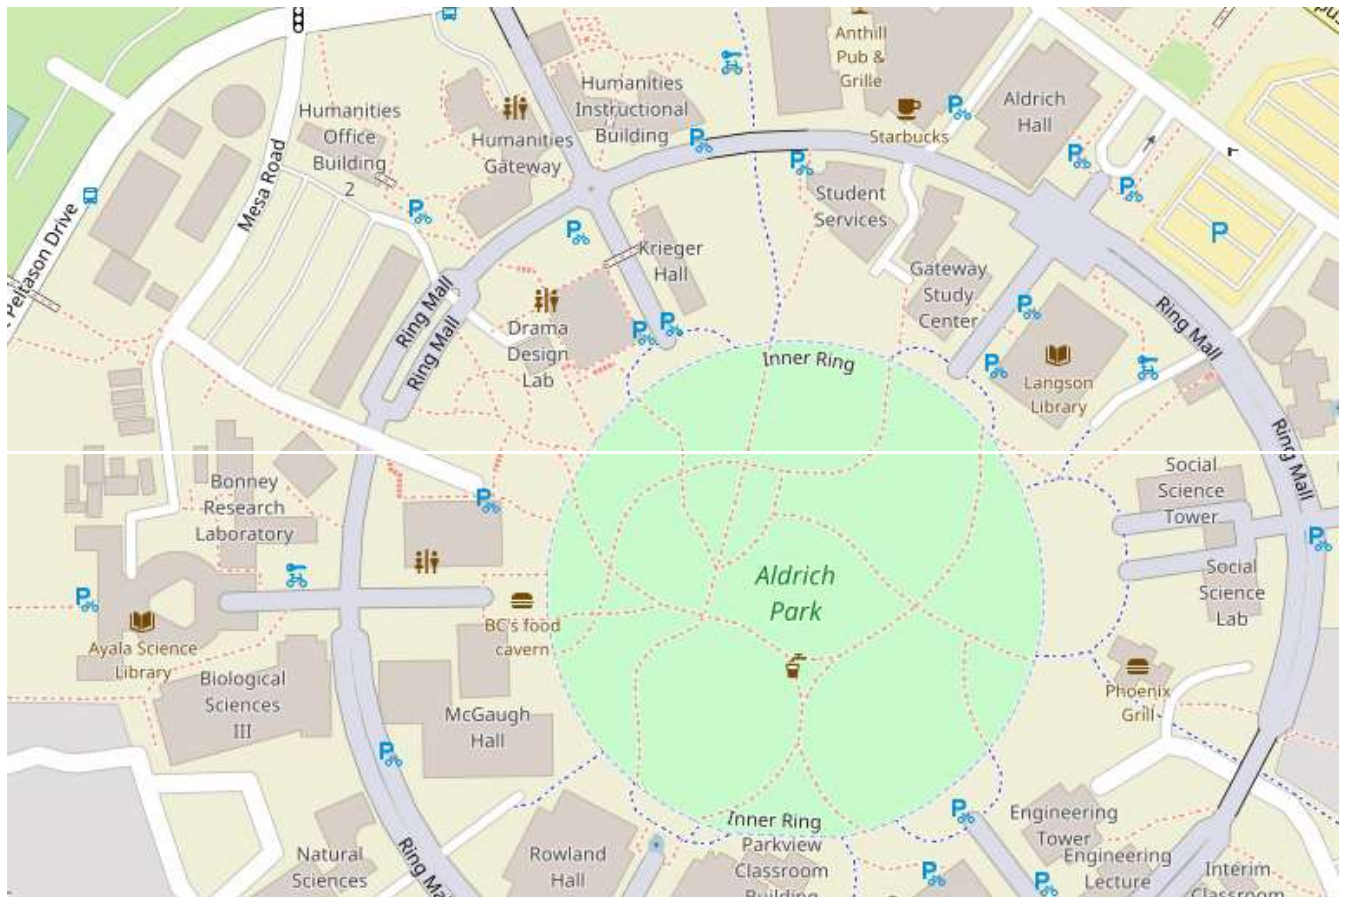 Anthill
Pub &
Grille
Humanities
Instructional
Building
Humanities
Office
Building
2
Aldrich
Hall
Starbucks
Humanities
Gateway
Mesa Road
Student
Services
Peltason Drive
Krieger
Hall
Gateway
Study
Center
P
Ring Mall
Ring Mall
Ring Mall
Drama
Design
Lab
Inner Ring
Langson
Library
Ring Mall
Social
Science
Tower
Bonney
Research
Laboratory
Aldrich
Park
Social
Science
Lab
BC's food
cavern
Ayala Science
Library
Biological
Sciences
III
Phoenix
Grill
McGaugh
Hall
Inner Ring
Engineering
Tower
Parkview
Classroom
Building
Ring Ma
Natural
Sciences
Rowland
Hall
Engineering
Lecture
Interim
Classroom